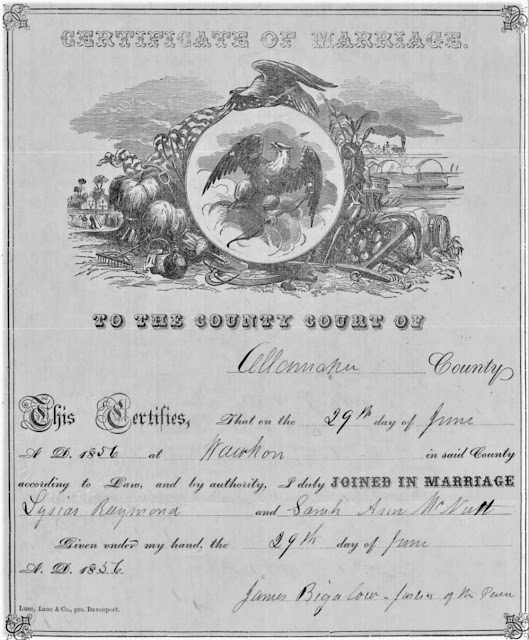 CERTIFICATE OF MARRIAGE.
TO THE COUNTY COURT OF
Allamakee County
This Certifies, That on the 29th day of June
A. D. 1856 at Waukon in said County
according to Law, and by authority, I duly JOINED IN MARRIAGE
Lysias Raymond and Sarah Ann McNutt
Given under my hand, the 29th day of June
A. D. 1856.
James Bigalow - Justice of the Peace
Luse, Lane & Co., prs, Davenport.